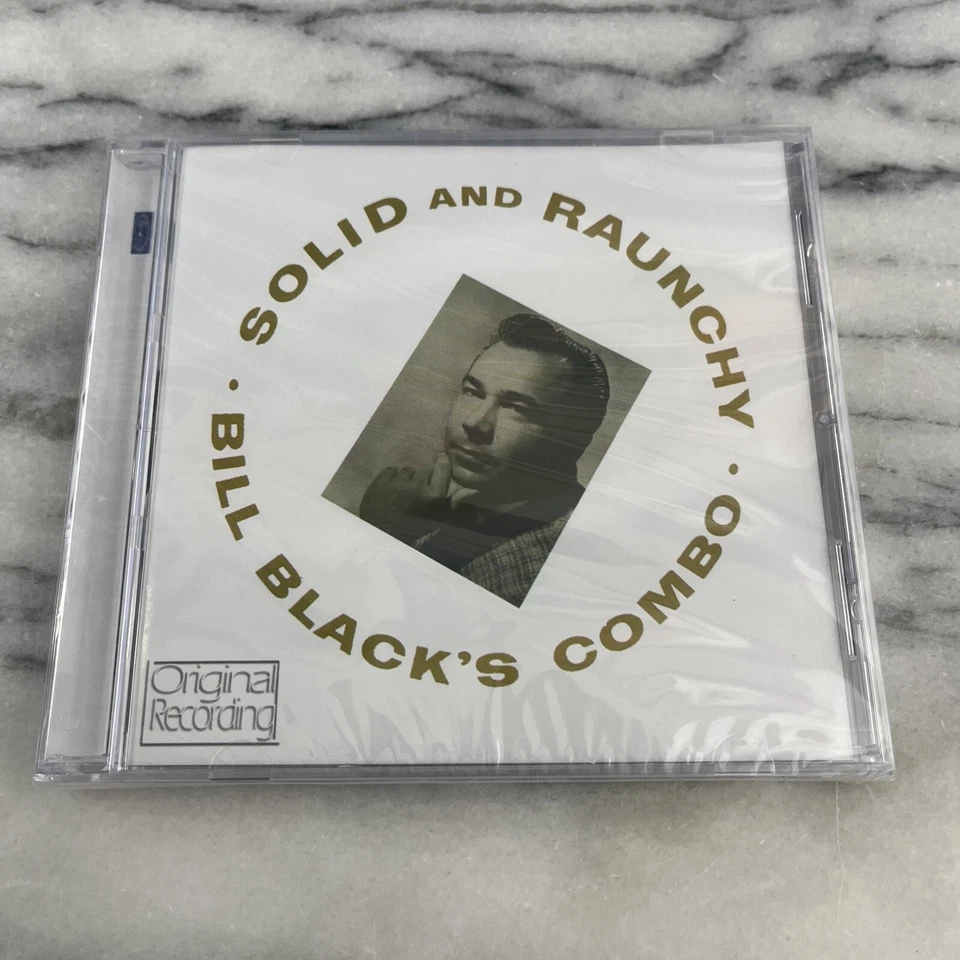 SOLID AND RAUNCHY
· BILL BLACK'S COMBO ·
Original
Recording